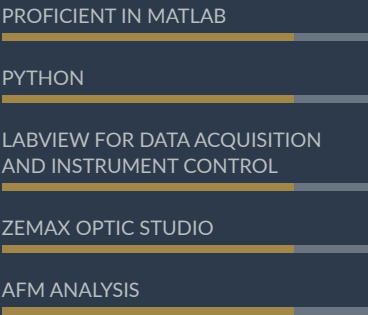 PROFICIENT IN MATLAB
PYTHON
LABVIEW FOR DATA ACQUISITION
AND INSTRUMENT CONTROL
ZEMAX OPTIC STUDIO
AFM ANALYSIS